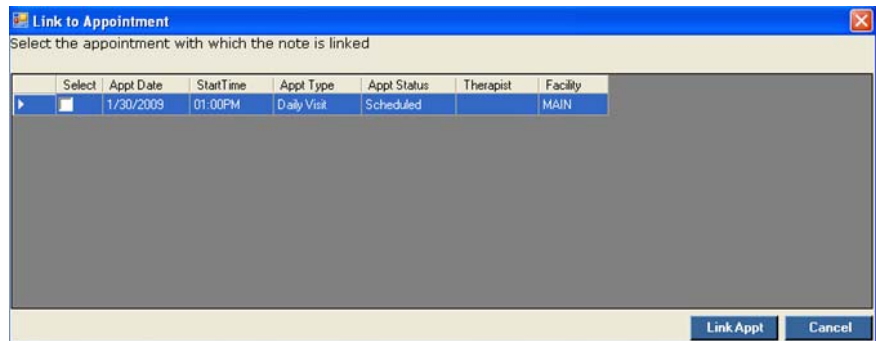 Link to Appointment
Select the appointment with which the note is linked
Select Appt Date StartTime Appt Type Appt Status Therapist Facility
1/30/2009 01:00PM Daily Visit Scheduled MAIN
Link Appt Cancel